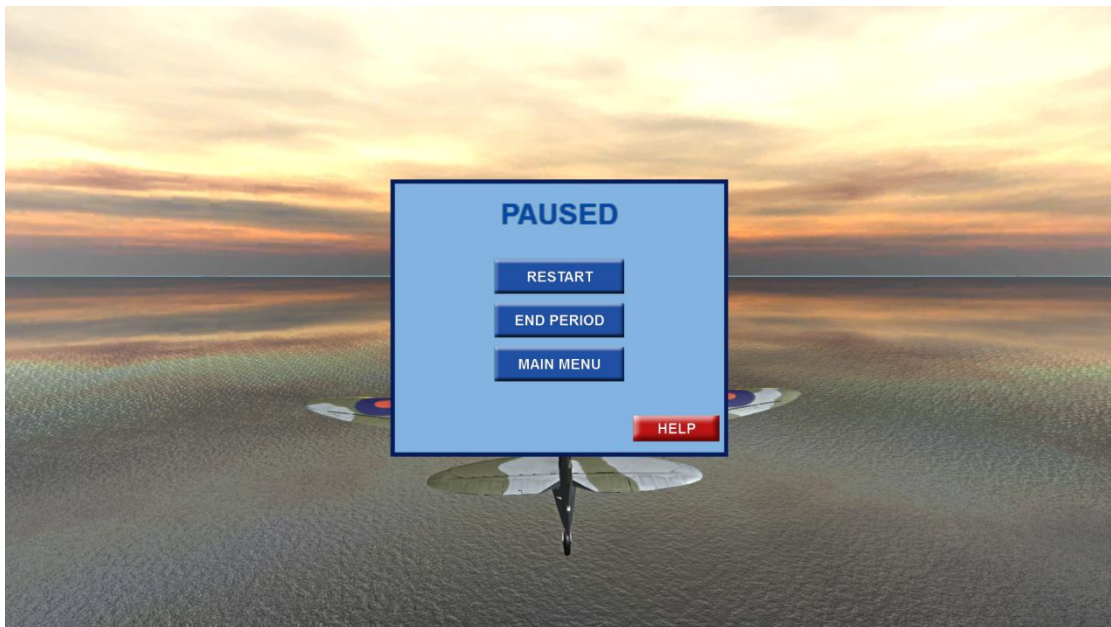 PAUSED
RESTART
END PERIOD
MAIN MENU
HELP